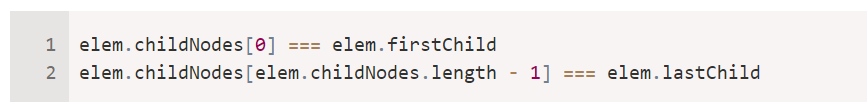 1 elem.childNodes[0] === elem.firstChild
2 elem.childNodes[elem.childNodes.length - 1] === elem.lastChild